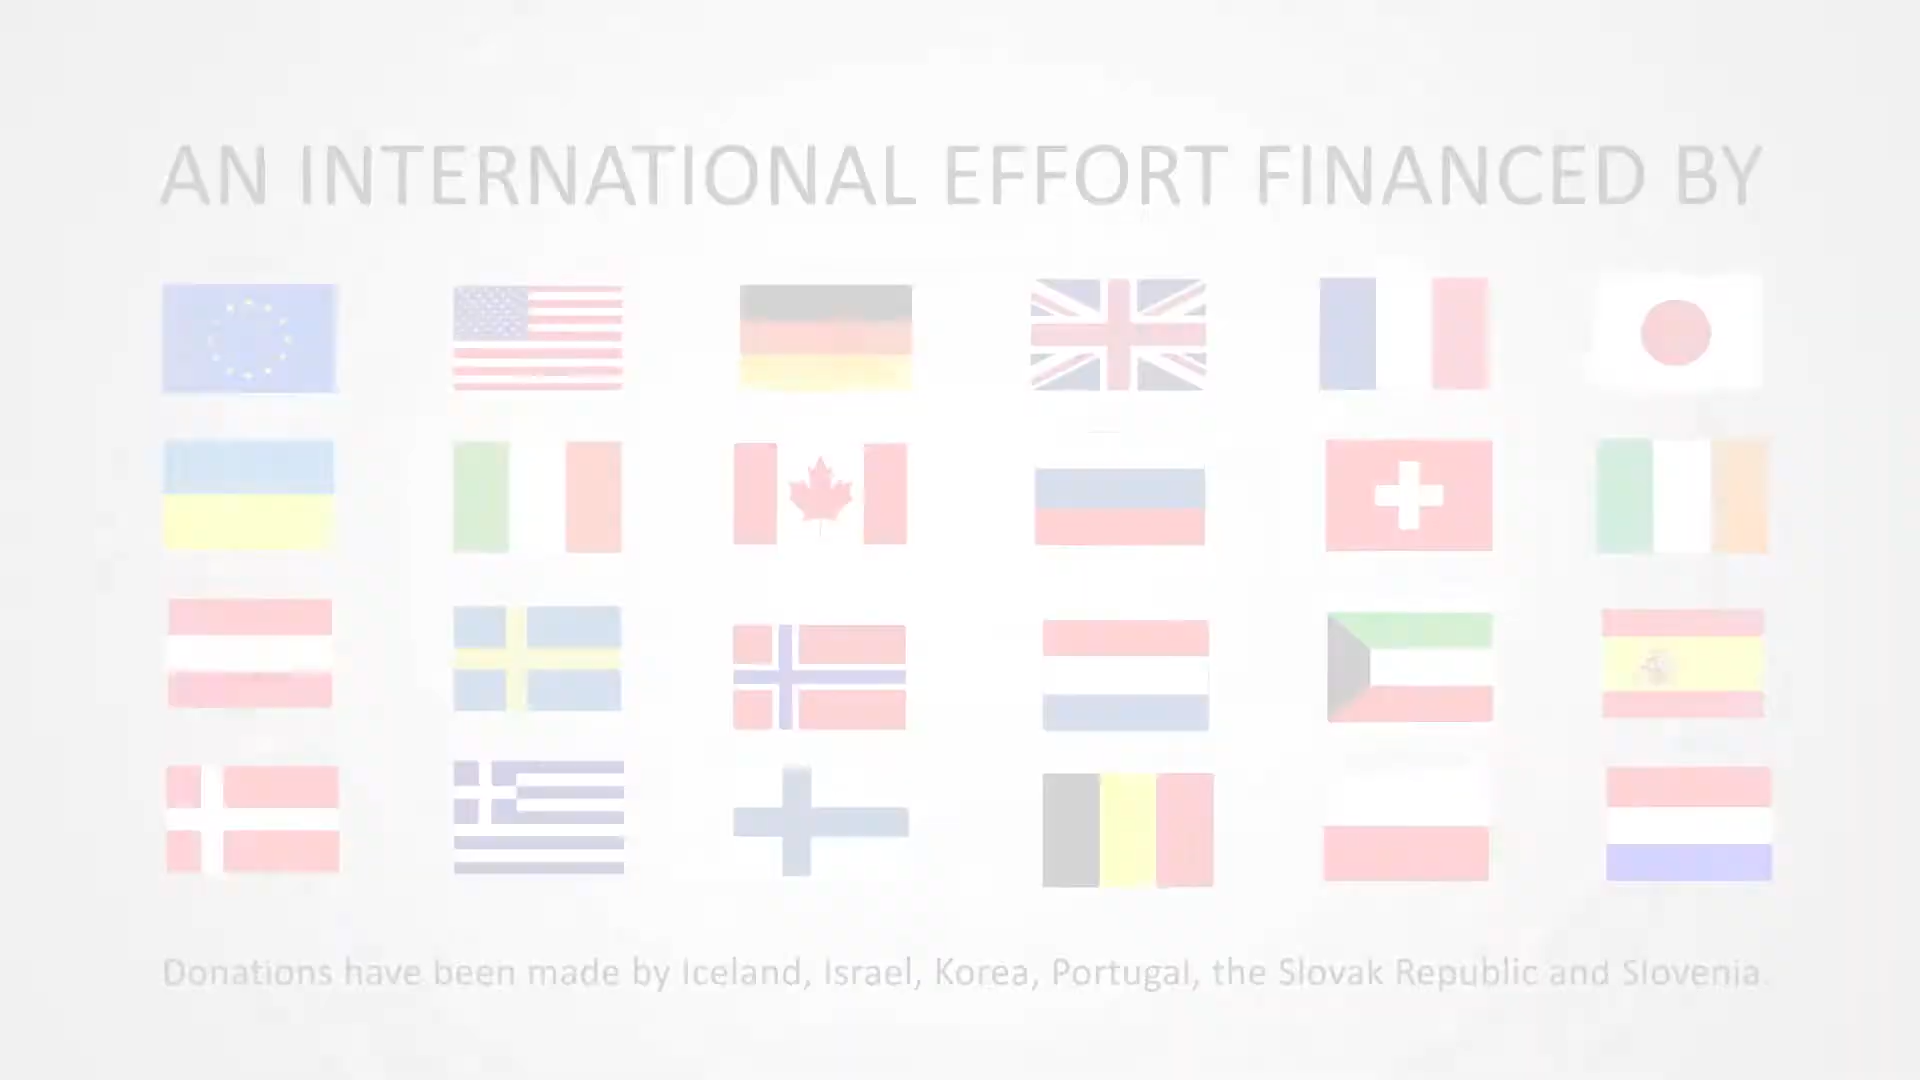 AN INTERNATIONAL EFFORT FINANCED BY
Donations have been made by Iceland, Israel, Korea, Portugal, the Slovak Republic and Slovenia.